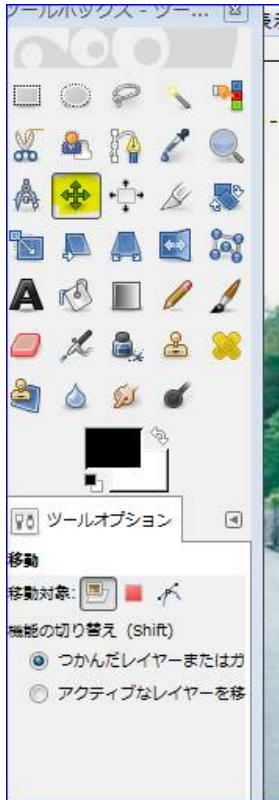 ツールボックス - ツー...
ツールオプション
移動
移動対象:
機能の切り替え (Shift)
つかんだレイヤーまたはガ
アクティブなレイヤーを移